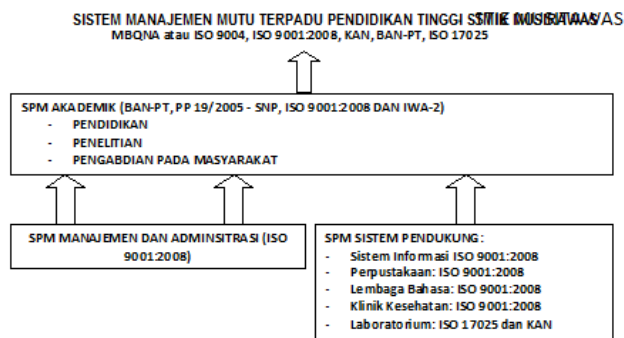 SISTEM MANAJEMEN MUTU TERPADU PENDIDIKAN TINGGI
MBQNA atau ISO 9004, ISO 9001:2008, KAN, BAN-PT, ISO 17025
SPM AKADEMIK (BAN-PT, PP 19/2005 - SNP, ISO 9001:2008 DAN IWA-2)
- PENDIDIKAN
- PENELITIAN
- PENGABDIAN PADA MASYARAKAT
SPM MANAJEMEN DAN ADMINSITRASI (ISO
9001:2008)
SPM SISTEM PENDUKUNG:
- Sistem Informasi ISO 9001:2008
- Perpustakaan: ISO 9001:2008
- Lembaga Bahasa: ISO 9001:2008
- Klinik Kesehatan: ISO 9001:2008
- Laboratorium: ISO 17025 dan KAN